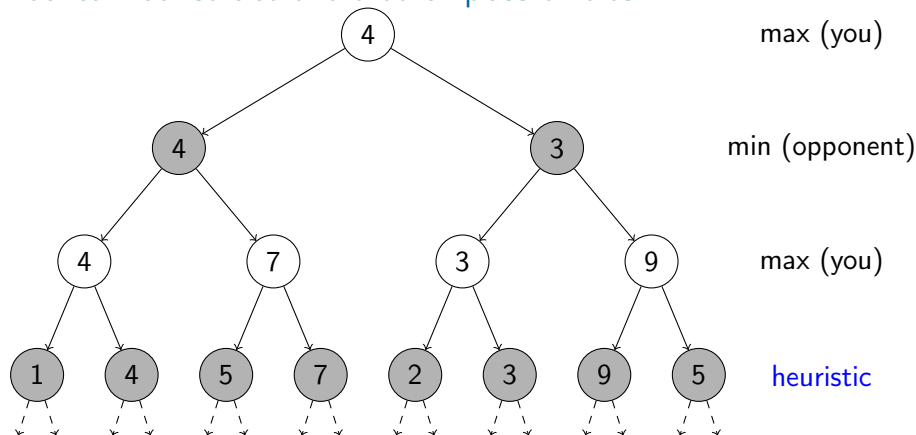 4 max (you)
4 3 min (opponent)
4 7 3 9 max (you)
1 4 5 7 2 3 9 5 heuristic